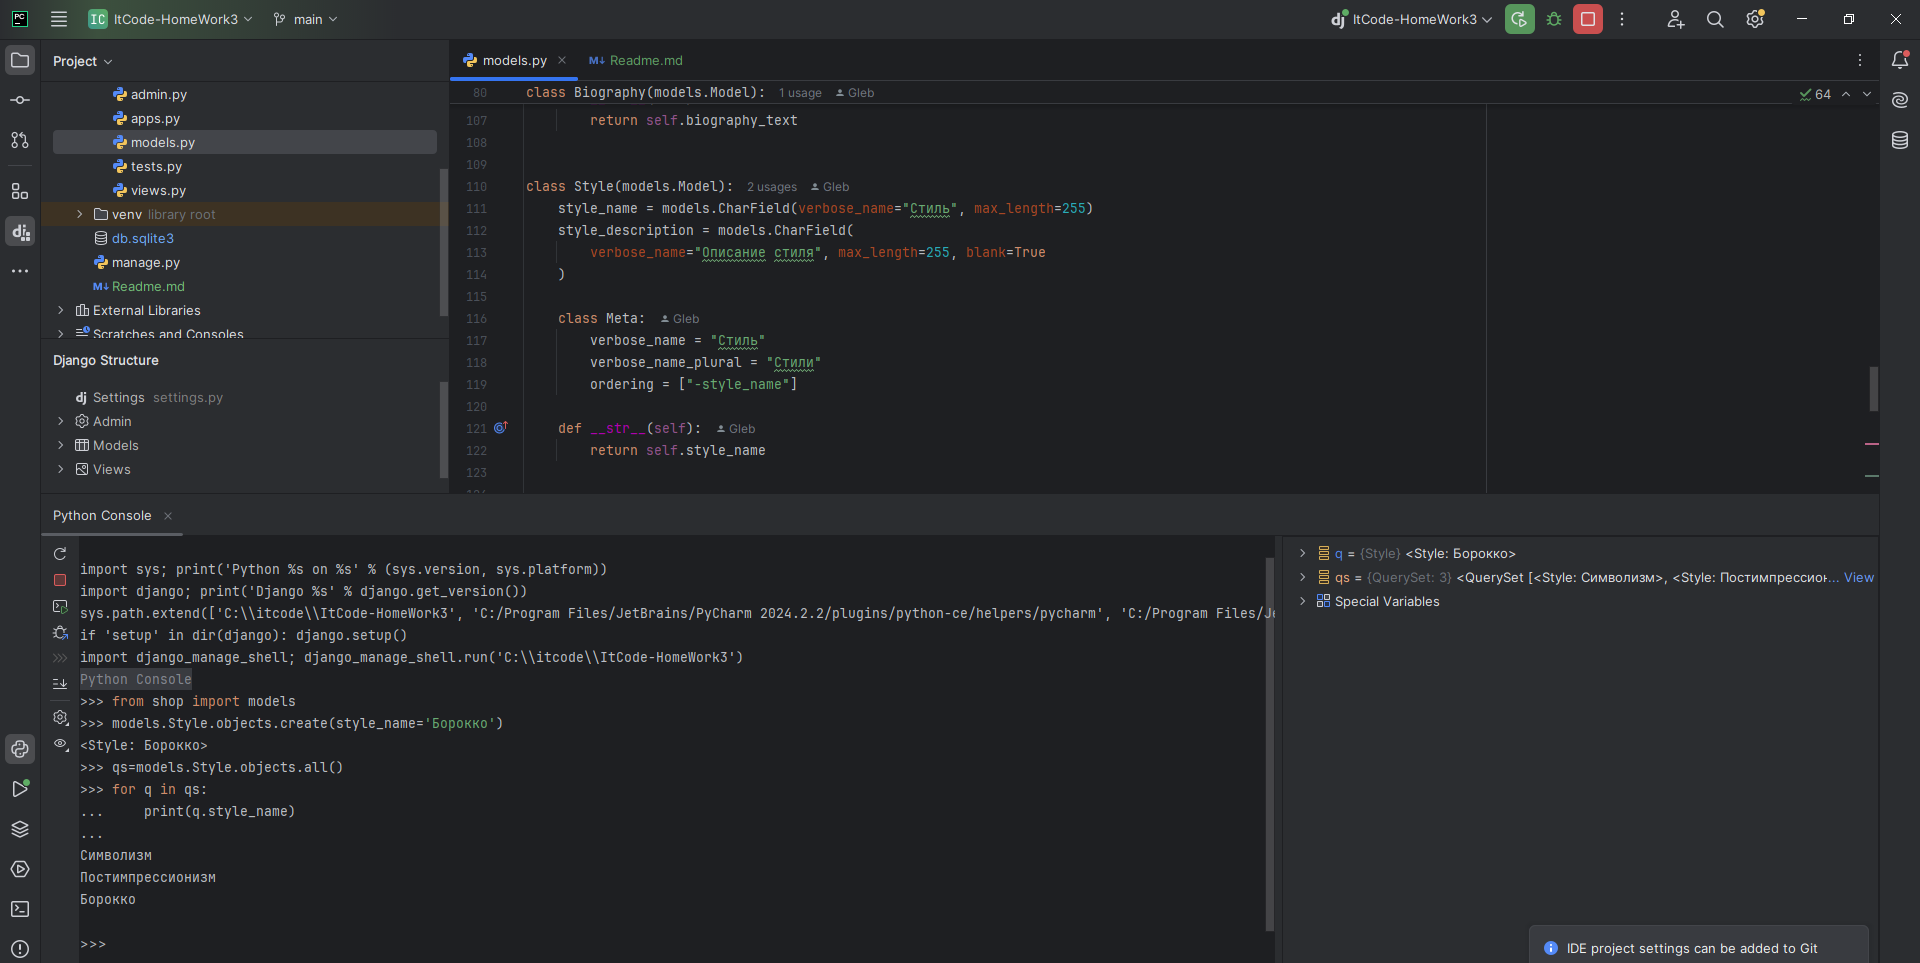 PC
IC ItCode-HomeWork3
main
dj ItCode-HomeWork3
Project
admin.py
apps.py
models.py
tests.py
views.py
venv library root
db.sqlite3
manage.py
M↓ Readme.md
External Libraries
Scratches and Consoles
Django Structure
dj Settings settings.py
Admin
Models
Views
models.py
M↓ Readme.md
64
80 class Biography(models.Model): 1 usage Gleb
107 return self.biography_text
108
109
110 class Style(models.Model): 2 usages Gleb
111 style_name = models.CharField(verbose_name="Стиль", max_length=255)
112 style_description = models.CharField(
113 verbose_name="Описание стиля", max_length=255, blank=True
114 )
115
116 class Meta: Gleb
117 verbose_name = "Стиль"
118 verbose_name_plural = "Стили"
119 ordering = ["-style_name"]
120
121 def __str__(self): Gleb
122 return self.style_name
123
Python Console
import sys; print('Python %s on %s' % (sys.version, sys.platform))
import django; print('Django %s' % django.get_version())
sys.path.extend(['C:\\itcode\\ItCode-HomeWork3', 'C:/Program Files/JetBrains/PyCharm 2024.2.2/plugins/python-ce/helpers/pycharm', 'C:/Program Files/Je
if 'setup' in dir(django): django.setup()
import django_manage_shell; django_manage_shell.run('C:\\itcode\\ItCode-HomeWork3')
Python Console
>>> from shop import models
>>> models.Style.objects.create(style_name='Борокко')
<Style: Борокко>
>>> qs=models.Style.objects.all()
>>> for q in qs:
...     print(q.style_name)
...
Символизм
Постимпрессионизм
Борокко
>>>
q = {Style} <Style: Борокко>
qs = {QuerySet: 3} <QuerySet [<Style: Символизм>, <Style: Постимпрессион... View
Special Variables
IDE project settings can be added to Git